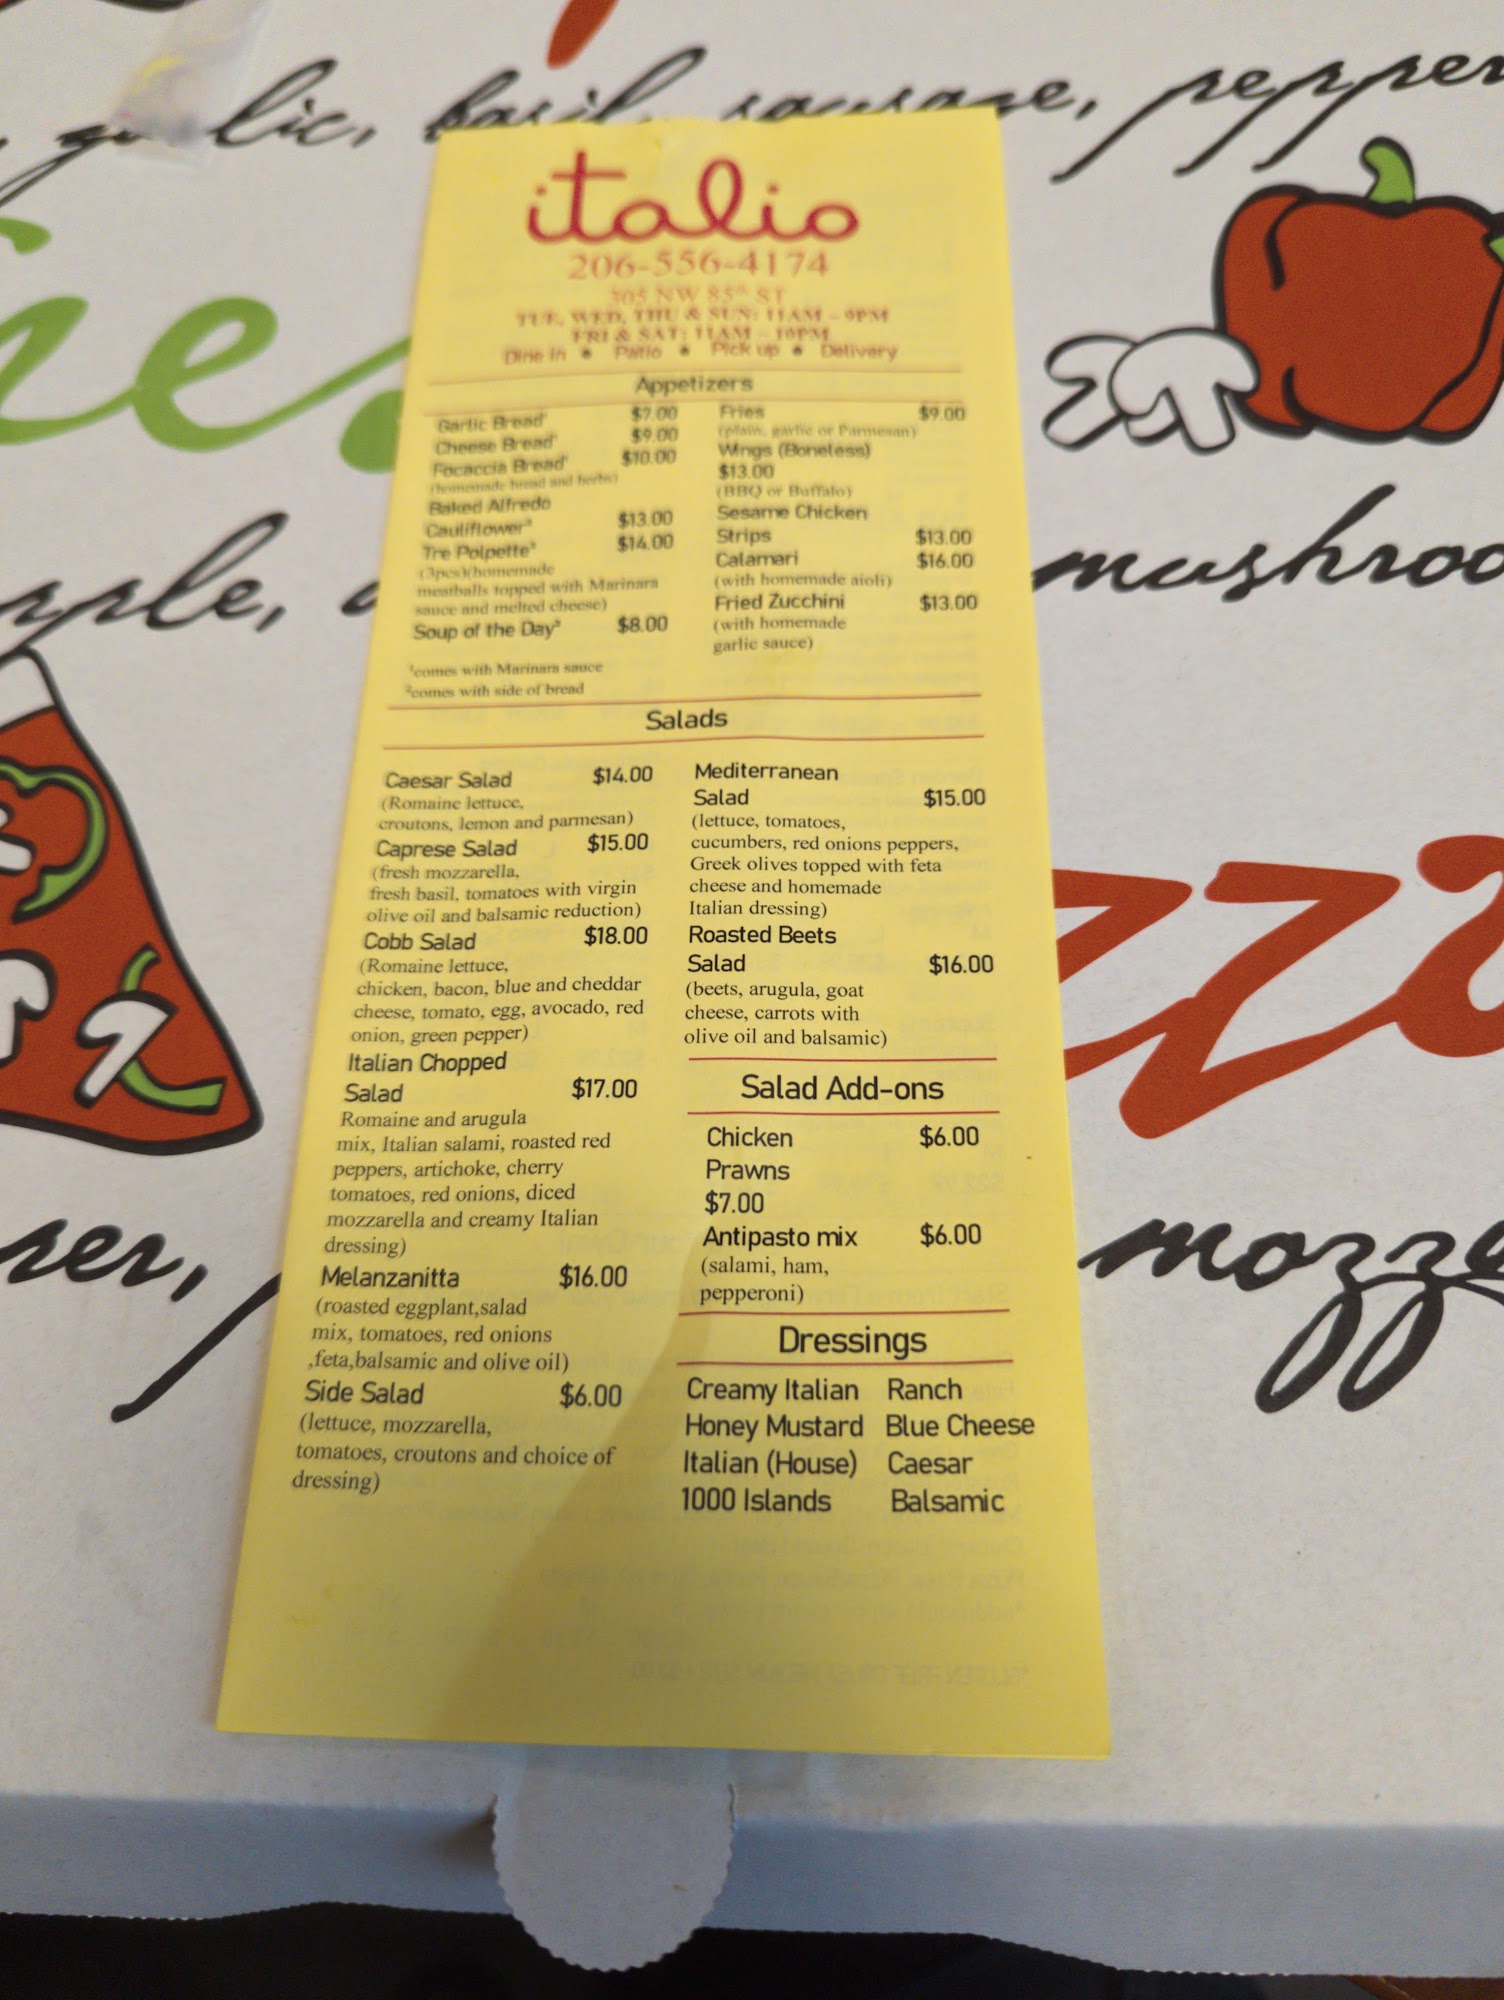 basil, sausage, pepper
italio
206-556-4174
305 NW 85th ST
TUE, WED, THU & SUN: 11AM - 9PM
FRI & SAT: 11AM - 10PM
Dine in • Patio • Pick up • Delivery
Appetizers
Garlic Bread¹ $7.00
Cheese Bread¹ $9.00
Focaccia Bread¹ $10.00
(homemade bread and herbs)
Baked Alfredo
Cauliflower² $13.00
Tre Polpette² $14.00
(3pcs)(homemade
meatballs topped with Marinara
sauce and melted cheese)
Soup of the Day² $8.00
¹comes with Marinara sauce
²comes with side of bread
Fries $9.00
(plain, garlic or Parmesan)
Wings (Boneless)
$13.00
(BBQ or Buffalo)
Sesame Chicken
Strips $13.00
Calamari $16.00
(with homemade aioli)
Fried Zucchini $13.00
(with homemade
garlic sauce)
Salads
Caesar Salad $14.00
(Romaine lettuce,
croutons, lemon and parmesan)
Caprese Salad $15.00
(fresh mozzarella,
fresh basil, tomatoes with virgin
olive oil and balsamic reduction)
Cobb Salad $18.00
(Romaine lettuce,
chicken, bacon, blue and cheddar
cheese, tomato, egg, avocado, red
onion, green pepper)
Italian Chopped
Salad $17.00
Romaine and arugula
mix, Italian salami, roasted red
peppers, artichoke, cherry
tomatoes, red onions, diced
mozzarella and creamy Italian
dressing)
Melanzanitta $16.00
(roasted eggplant,salad
mix, tomatoes, red onions
,feta,balsamic and olive oil)
Side Salad $6.00
(lettuce, mozzarella,
tomatoes, croutons and choice of
dressing)
Mediterranean
Salad $15.00
(lettuce, tomatoes,
cucumbers, red onions peppers,
Greek olives topped with feta
cheese and homemade
Italian dressing)
Roasted Beets
Salad $16.00
(beets, arugula, goat
cheese, carrots with
olive oil and balsamic)
Salad Add-ons
Chicken $6.00
Prawns
$7.00
Antipasto mix $6.00
(salami, ham,
pepperoni)
Dressings
Creamy Italian Ranch
Honey Mustard Blue Cheese
Italian (House) Caesar
1000 Islands Balsamic
mushroo
zzi
mozze